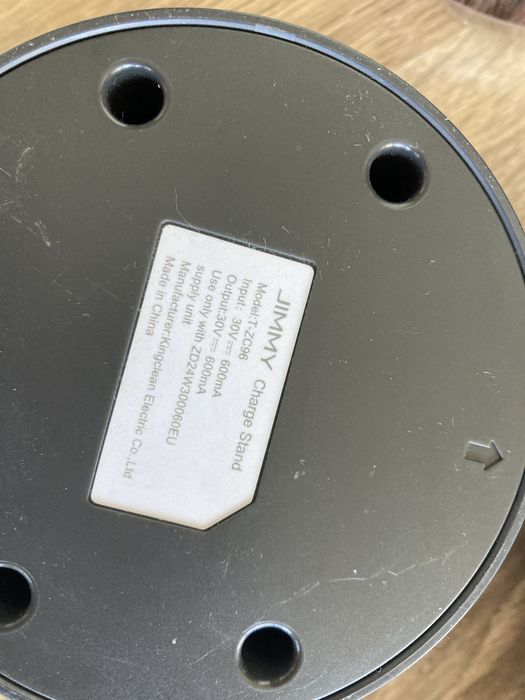 JIMMY Charge Stand
Model:T-ZC96
Input: 30V⎓ 600mA
Output:30V⎓ 600mA
Use only with ZD24W300060EU
supply unit
Manufacturer:Kingclean Electric Co.,Ltd
Made in China